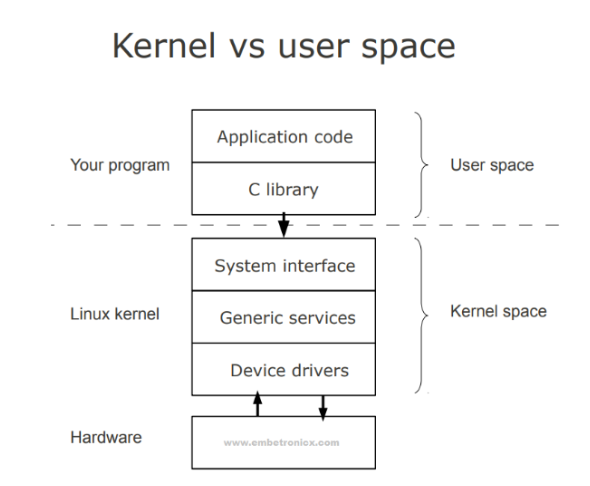 Kernel vs user space
Application code
Your program
User space
C library
System interface
Linux kernel
Generic services
Kernel space
Device drivers
Hardware
www.embetronicx.com